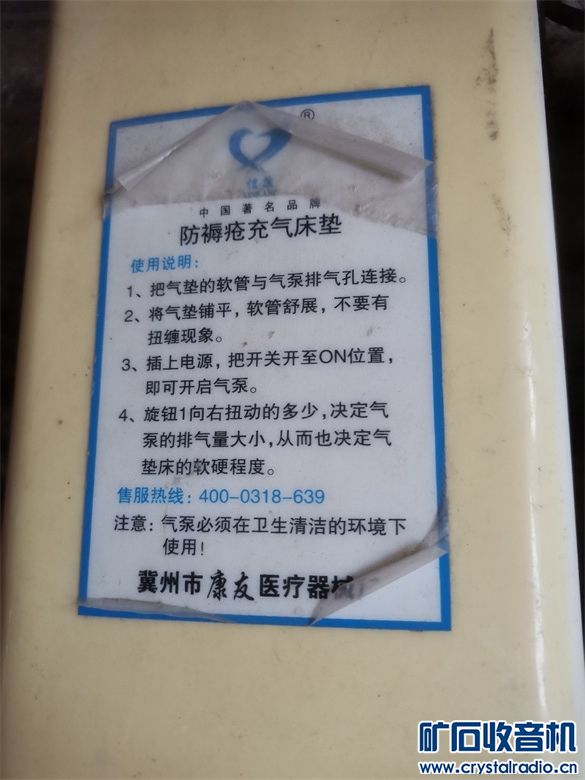 ®
信康
中国著名品牌
防褥疮充气床垫
使用说明：
1、把气垫的软管与气泵排气孔连接。
2、将气垫铺平，软管舒展，不要有
扭缠现象。
3、插上电源，把开关开至ON位置，
即可开启气泵。
4、旋钮1向右扭动的多少，决定气
泵的排气量大小，从而也决定气
垫床的软硬程度。
售服热线：400-0318-639
注意：气泵必须在卫生清洁的环境下
使用！
冀州市康友医疗器械
矿石收音机
www.crystalradio.cn